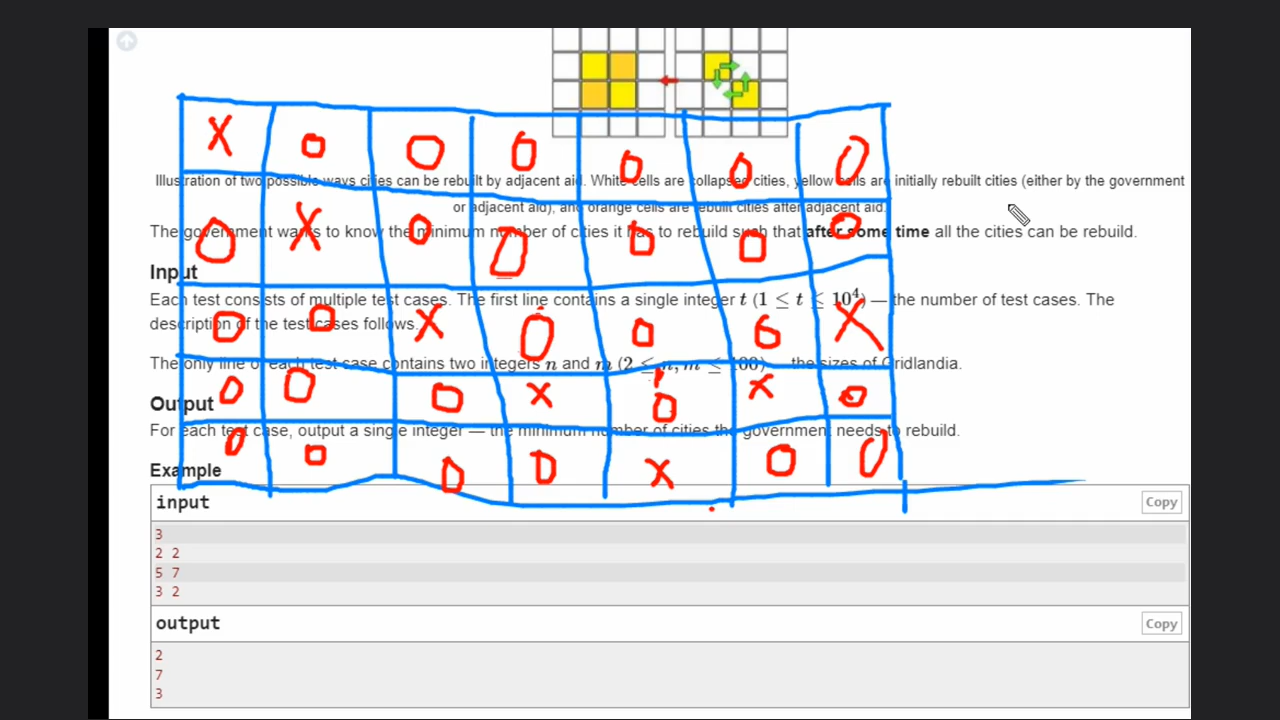 X O O O O O O
Illustration of two possible ways cities can be rebuilt by adjacent aid. White cells are collapsed cities, yellow cells are initially rebuilt cities (either by the government
or adjacent aid), and orange cells are rebuilt cities after adjacent aid.
O X O O O O O
The government wants to know the minimum number of cities it has to rebuild such that after some time all the cities can be rebuild.
Input
Each test consists of multiple test cases. The first line contains a single integer t (1 ≤ t ≤ 10^4) — the number of test cases. The
description of the test cases follows.
O O X O O O X
The only line of each test case contains two integers n and m (2 ≤ n, m ≤ 100) — the sizes of Gridlandia.
O O O X O X O
Output
For each test case, output a single integer — the minimum number of cities the government needs to rebuild.
O O O O X O O
Example
input Copy
3
2 2
5 7
3 2
output Copy
2
7
3